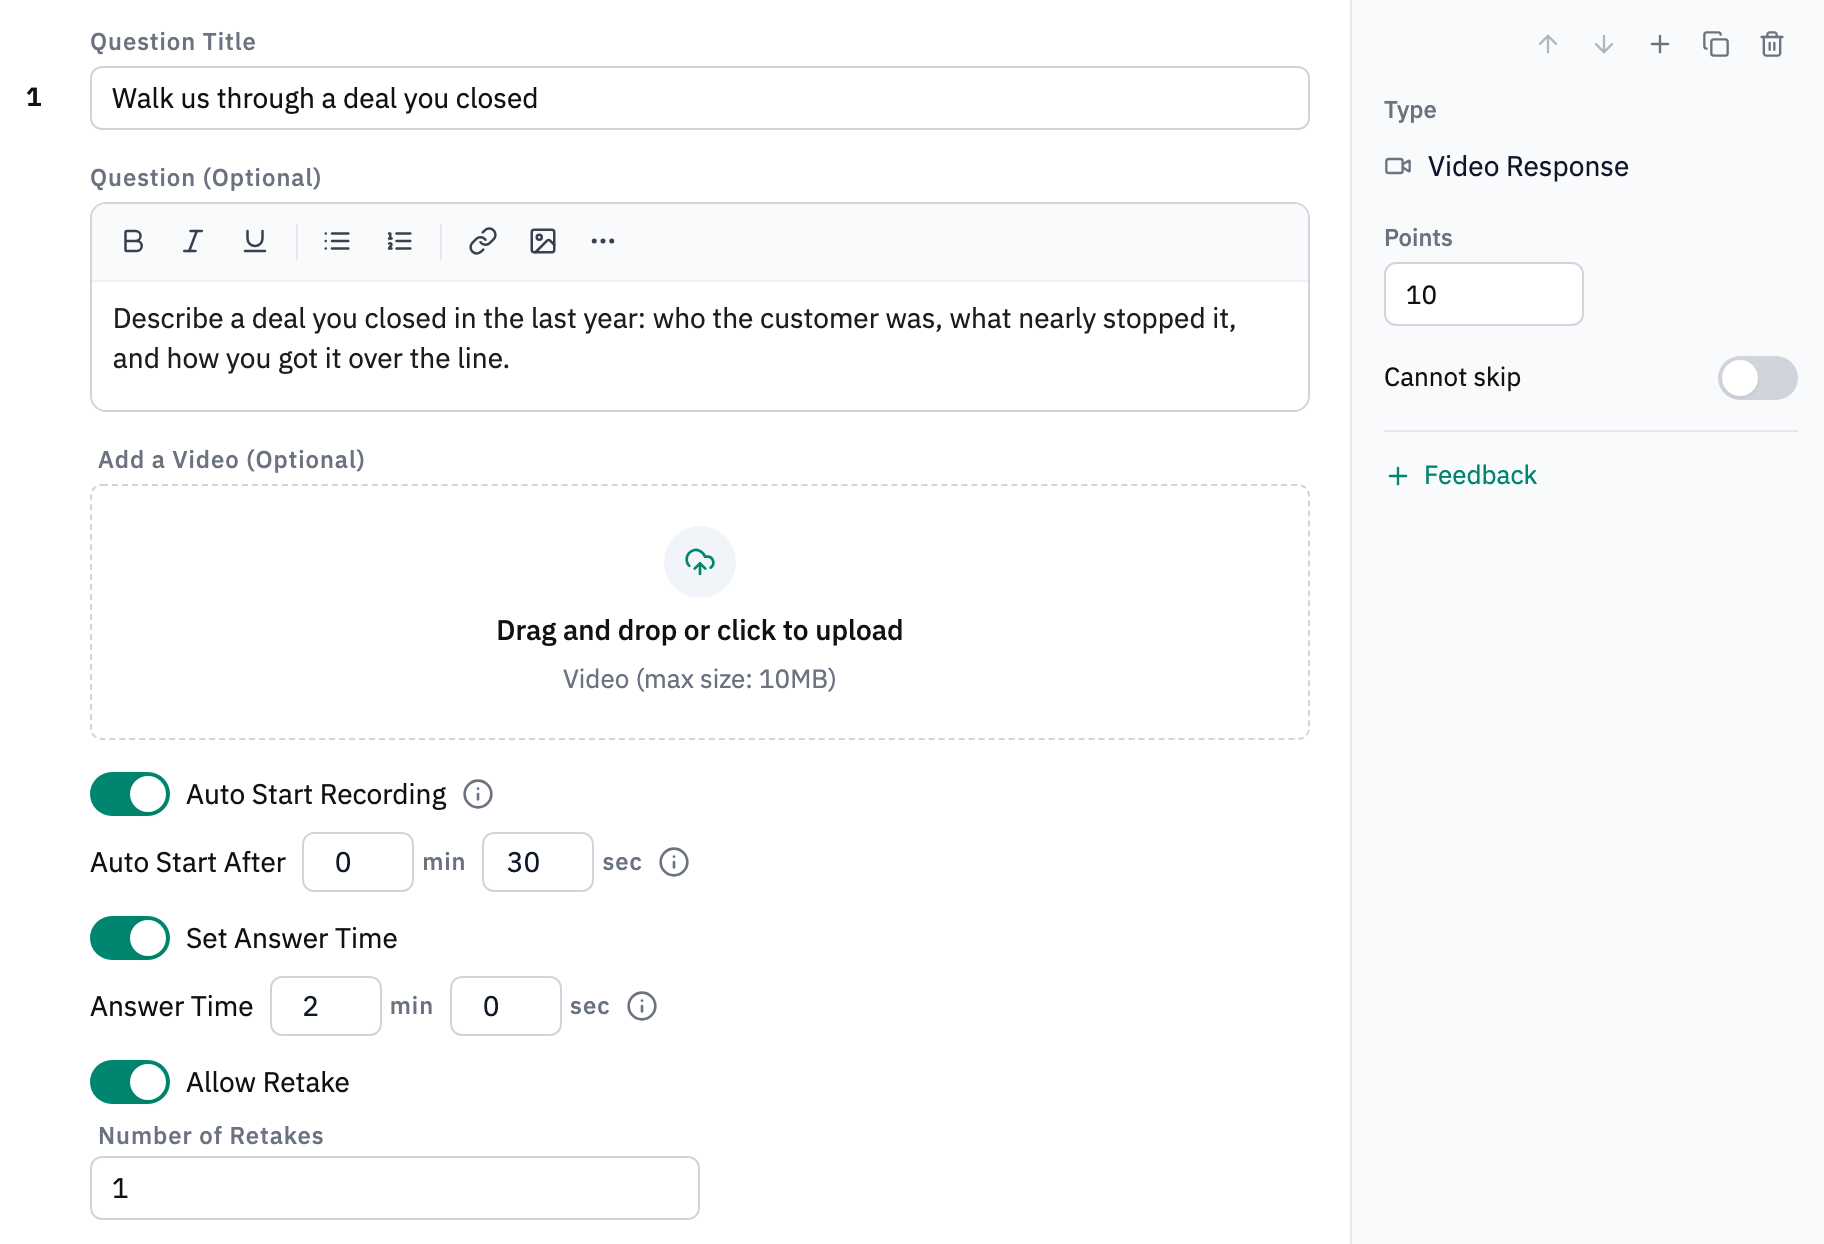 Question Title
1
Walk us through a deal you closed
Question (Optional)
Describe a deal you closed in the last year: who the customer was, what nearly stopped it,
and how you got it over the line.
Add a Video (Optional)
Drag and drop or click to upload
Video (max size: 10MB)
Auto Start Recording
Auto Start After 0 min 30 sec
Set Answer Time
Answer Time 2 min 0 sec
Allow Retake
Number of Retakes
1
Type
Video Response
Points
10
Cannot skip
+ Feedback